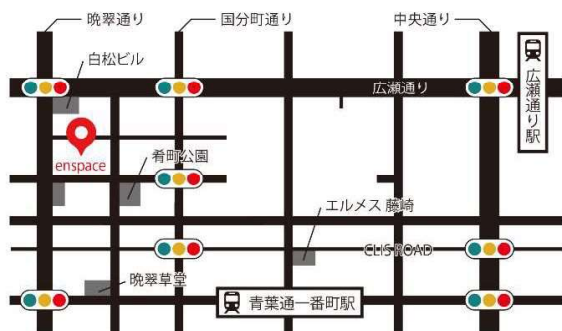 晩翠通り
国分町通り
中央通り
白松ビル
広瀬通り
広瀬通り駅
enspace
肴町公園
エルメス 藤崎
CLIS ROAD
晩翠草堂
青葉通一番町駅